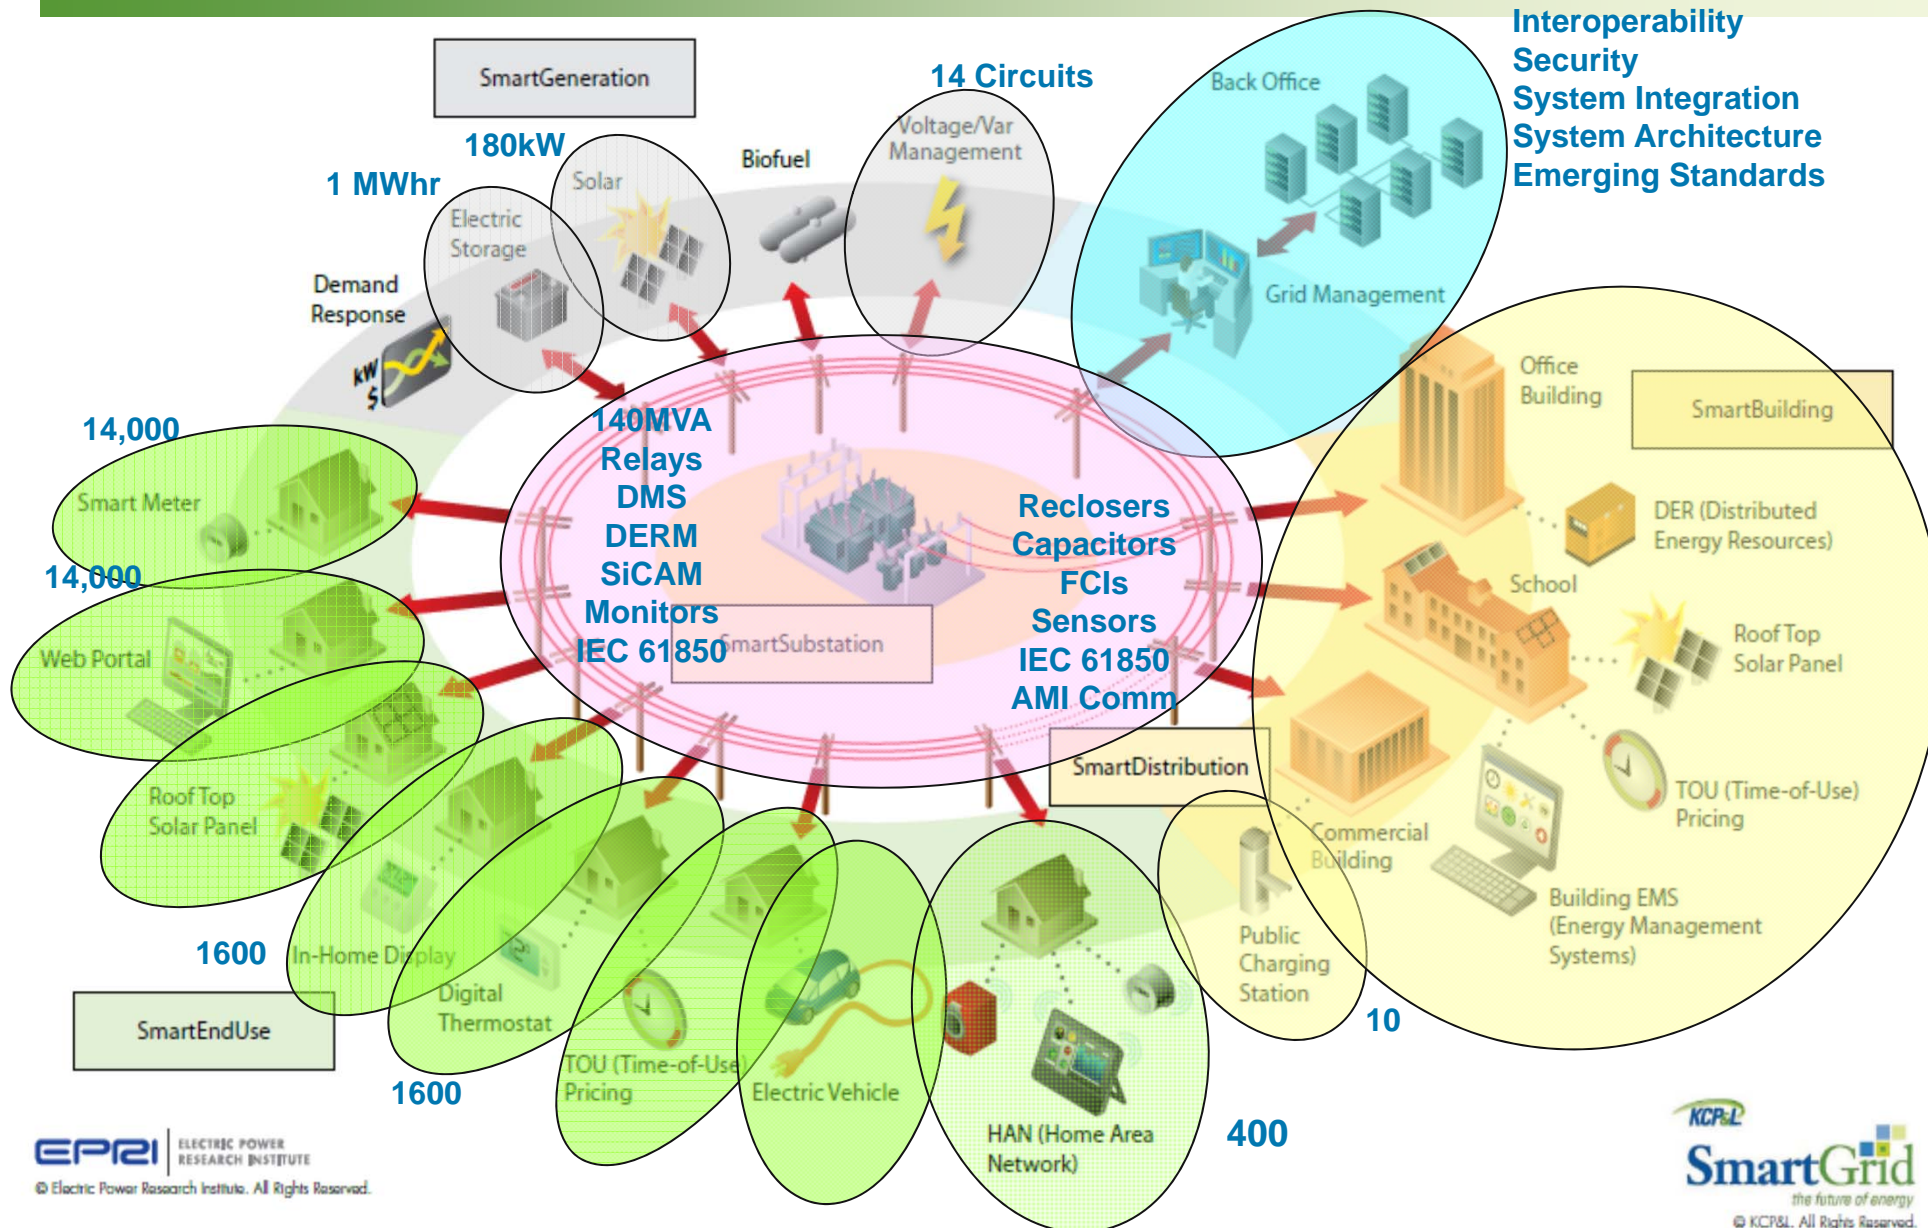 Interoperability
Security
System Integration
System Architecture
Emerging Standards
SmartGeneration
14 Circuits
Back Office
180kW
Voltage/Var
Management
Biofuel
1 MWhr
Solar
Electric
Storage
Demand
Response
kW
$
Grid Management
Office
Building
SmartBuilding
14,000
Smart Meter
140MVA
Relays
DMS
DERM
SiCAM
Monitors
IEC 61850
SmartSubstation
Reclosers
Capacitors
FCIs
Sensors
IEC 61850
AMI Comm
DER (Distributed
Energy Resources)
School
14,000
Web Portal
Roof Top
Solar Panel
SmartDistribution
Roof Top
Solar Panel
TOU (Time-of-Use)
Pricing
Commercial
Building
Building EMS
(Energy Management
Systems)
1600
In-Home Display
Digital
Thermostat
Public
Charging
Station
10
SmartEndUse
1600
TOU (Time-of-Use)
Pricing
Electric Vehicle
HAN (Home Area
Network)
400
EPRI
ELECTRIC POWER
RESEARCH INSTITUTE
© Electric Power Research Institute. All Rights Reserved.
KCP&L
SmartGrid
the future of energy
© KCP&L. All Rights Reserved.